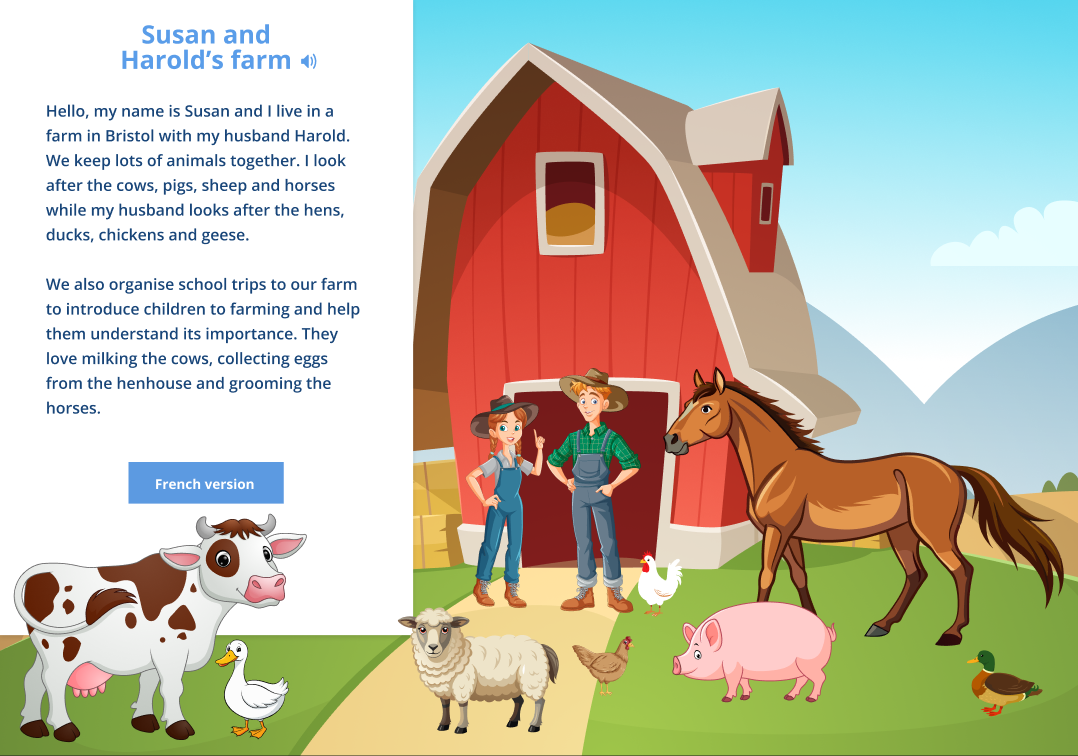 Susan and
Harold’s farm
Hello, my name is Susan and I live in a
farm in Bristol with my husband Harold.
We keep lots of animals together. I look
after the cows, pigs, sheep and horses
while my husband looks after the hens,
ducks, chickens and geese.
We also organise school trips to our farm
to introduce children to farming and help
them understand its importance. They
love milking the cows, collecting eggs
from the henhouse and grooming the
horses.
French version